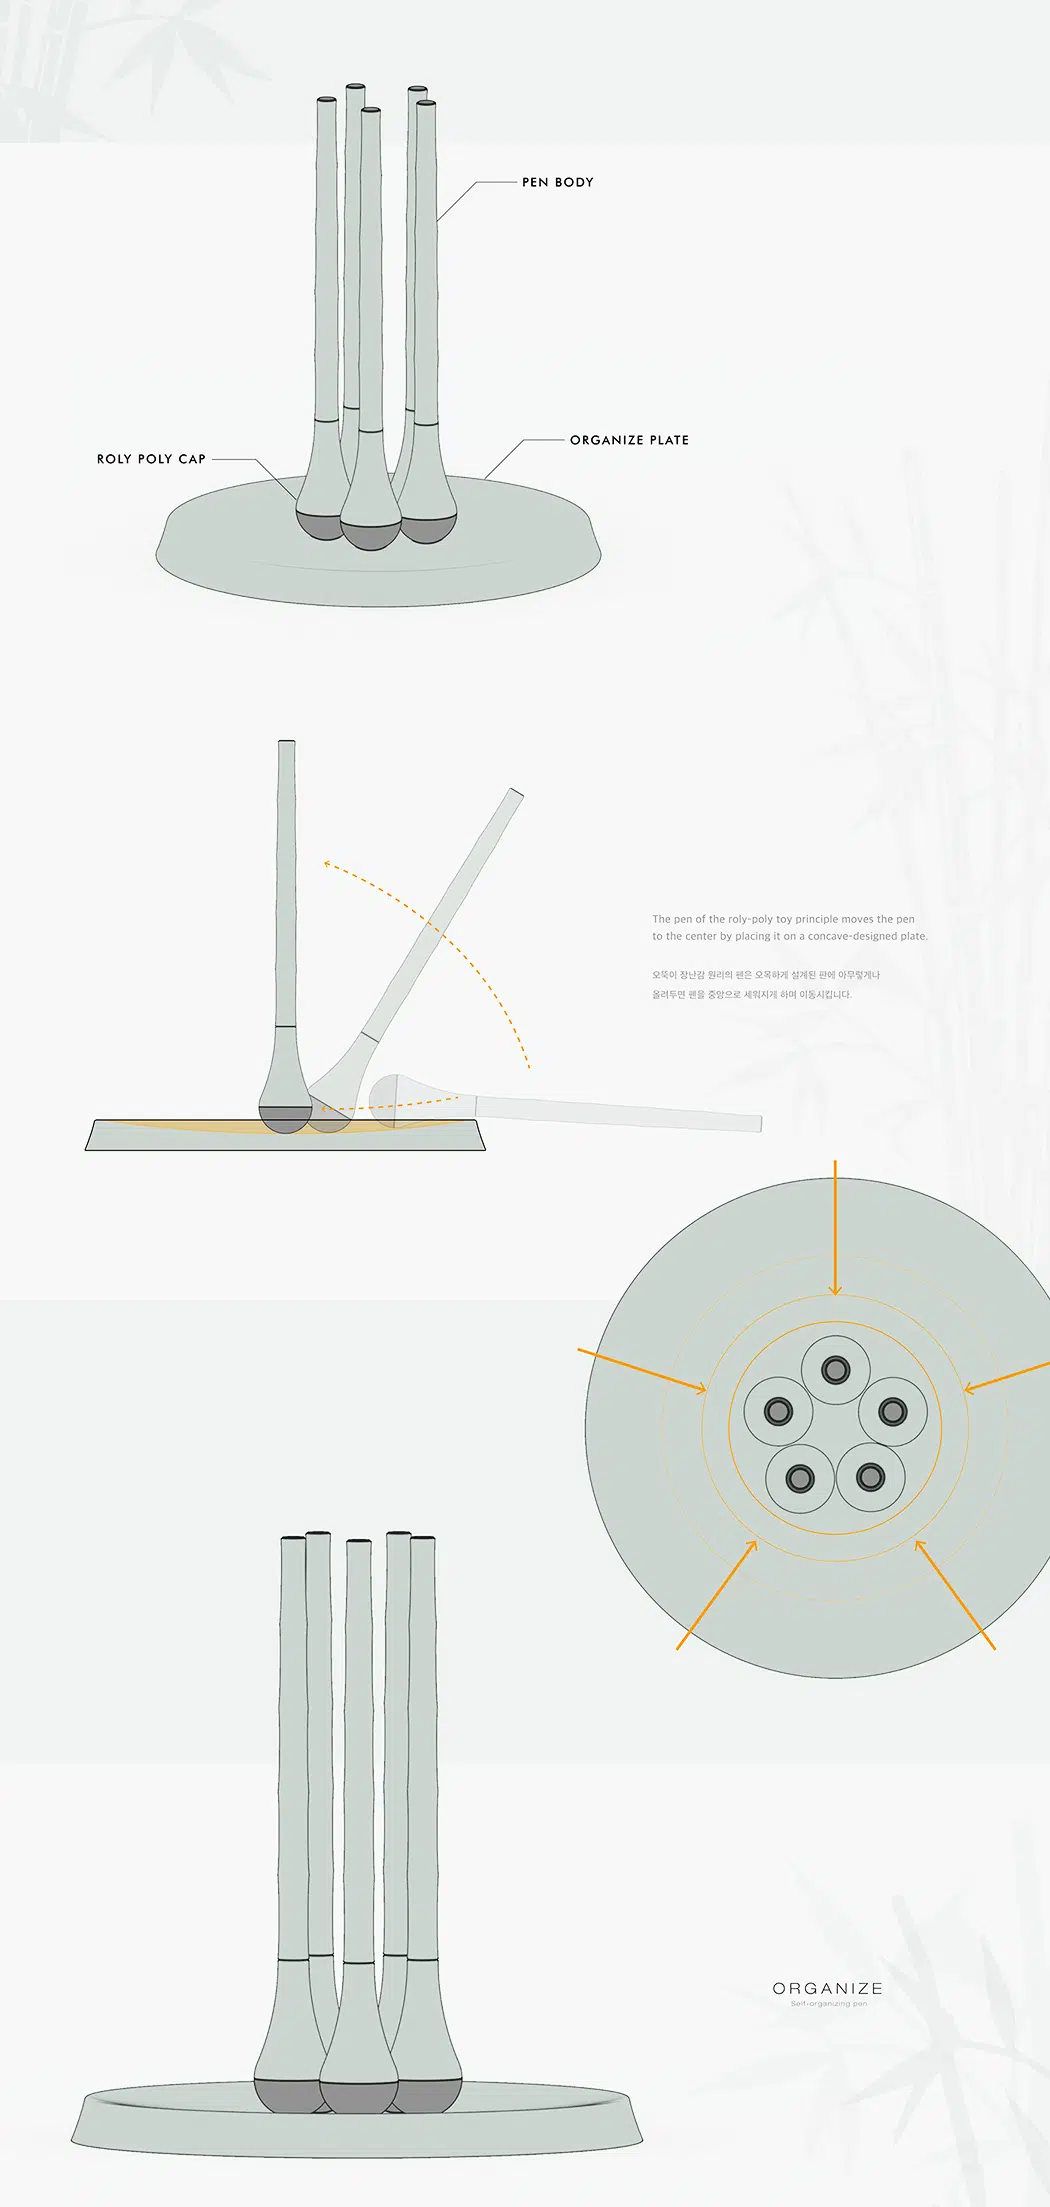 PEN BODY
ORGANIZE PLATE
ROLY POLY CAP
The pen of the roly-poly toy principle moves the pen
to the center by placing it on a concave-designed plate.
오뚝이 장난감 원리의 펜은 오목하게 설계된 판에 아무렇게나
올려두면 펜을 중앙으로 세워지게 하며 이동시킵니다.
ORGANIZE
Self-organizing pen